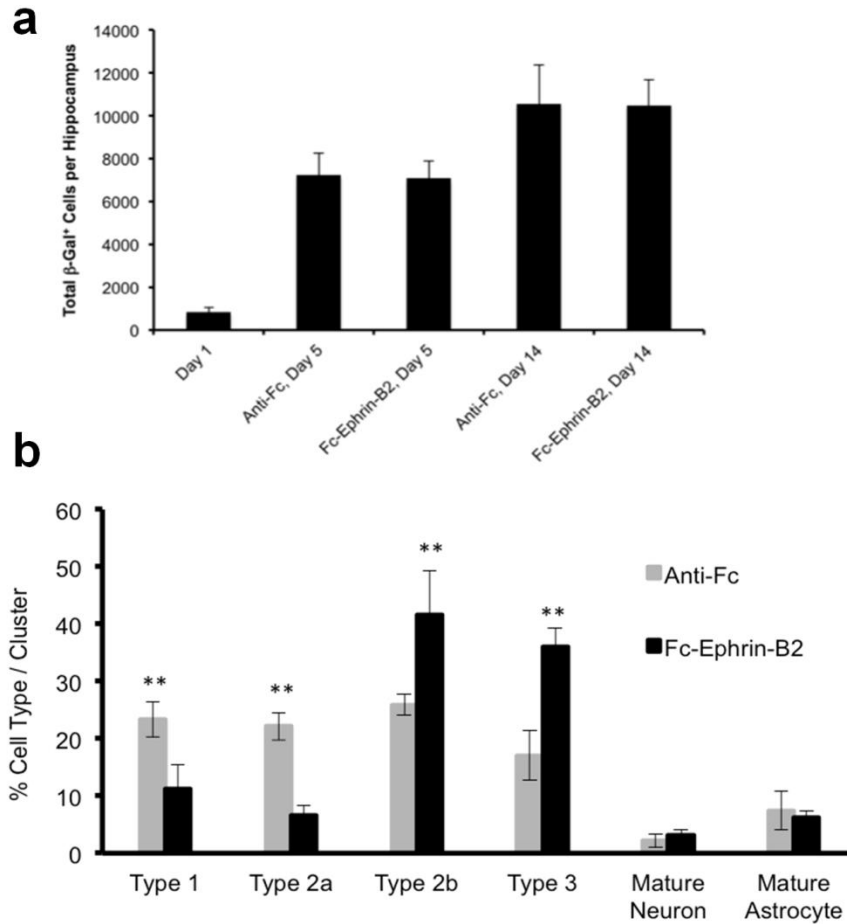 a
14000
12000
10000
8000
6000
4000
2000
0
Total β-Gal⁺ Cells per Hippocampus
Day 1
Anti-Fc, Day 5
Fc-Ephrin-B2, Day 5
Anti-Fc, Day 14
Fc-Ephrin-B2, Day 14
b
60
50
40
30
20
10
0
% Cell Type / Cluster
**
**
**
**
Anti-Fc
Fc-Ephrin-B2
Type 1
Type 2a
Type 2b
Type 3
Mature
Neuron
Mature
Astrocyte